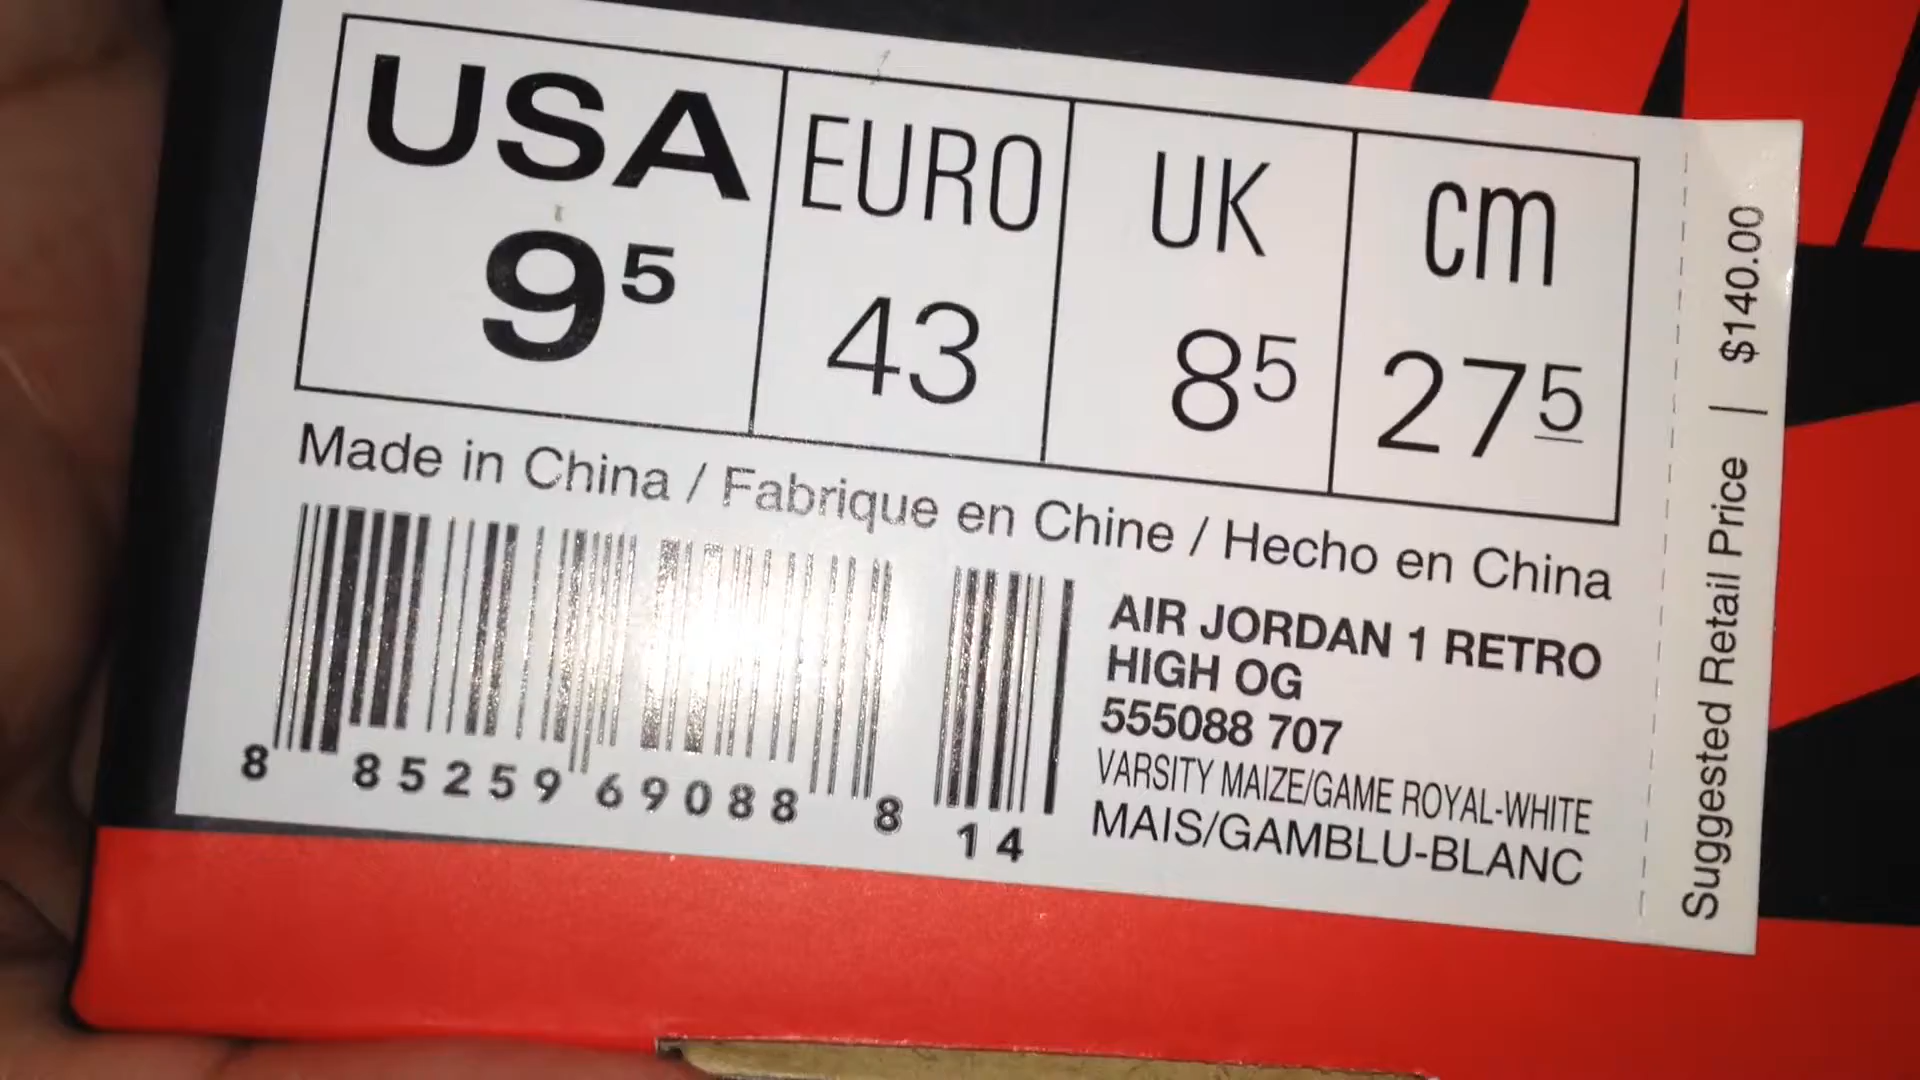 USA EURO UK cm
9⁵ 43 8⁵ 27⁵
Made in China / Fabrique en Chine / Hecho en China
8 85259 69088 8 14
AIR JORDAN 1 RETRO
HIGH OG
555088 707
VARSITY MAIZE/GAME ROYAL-WHITE
MAIS/GAMBLU-BLANC
Suggested Retail Price | $140.00